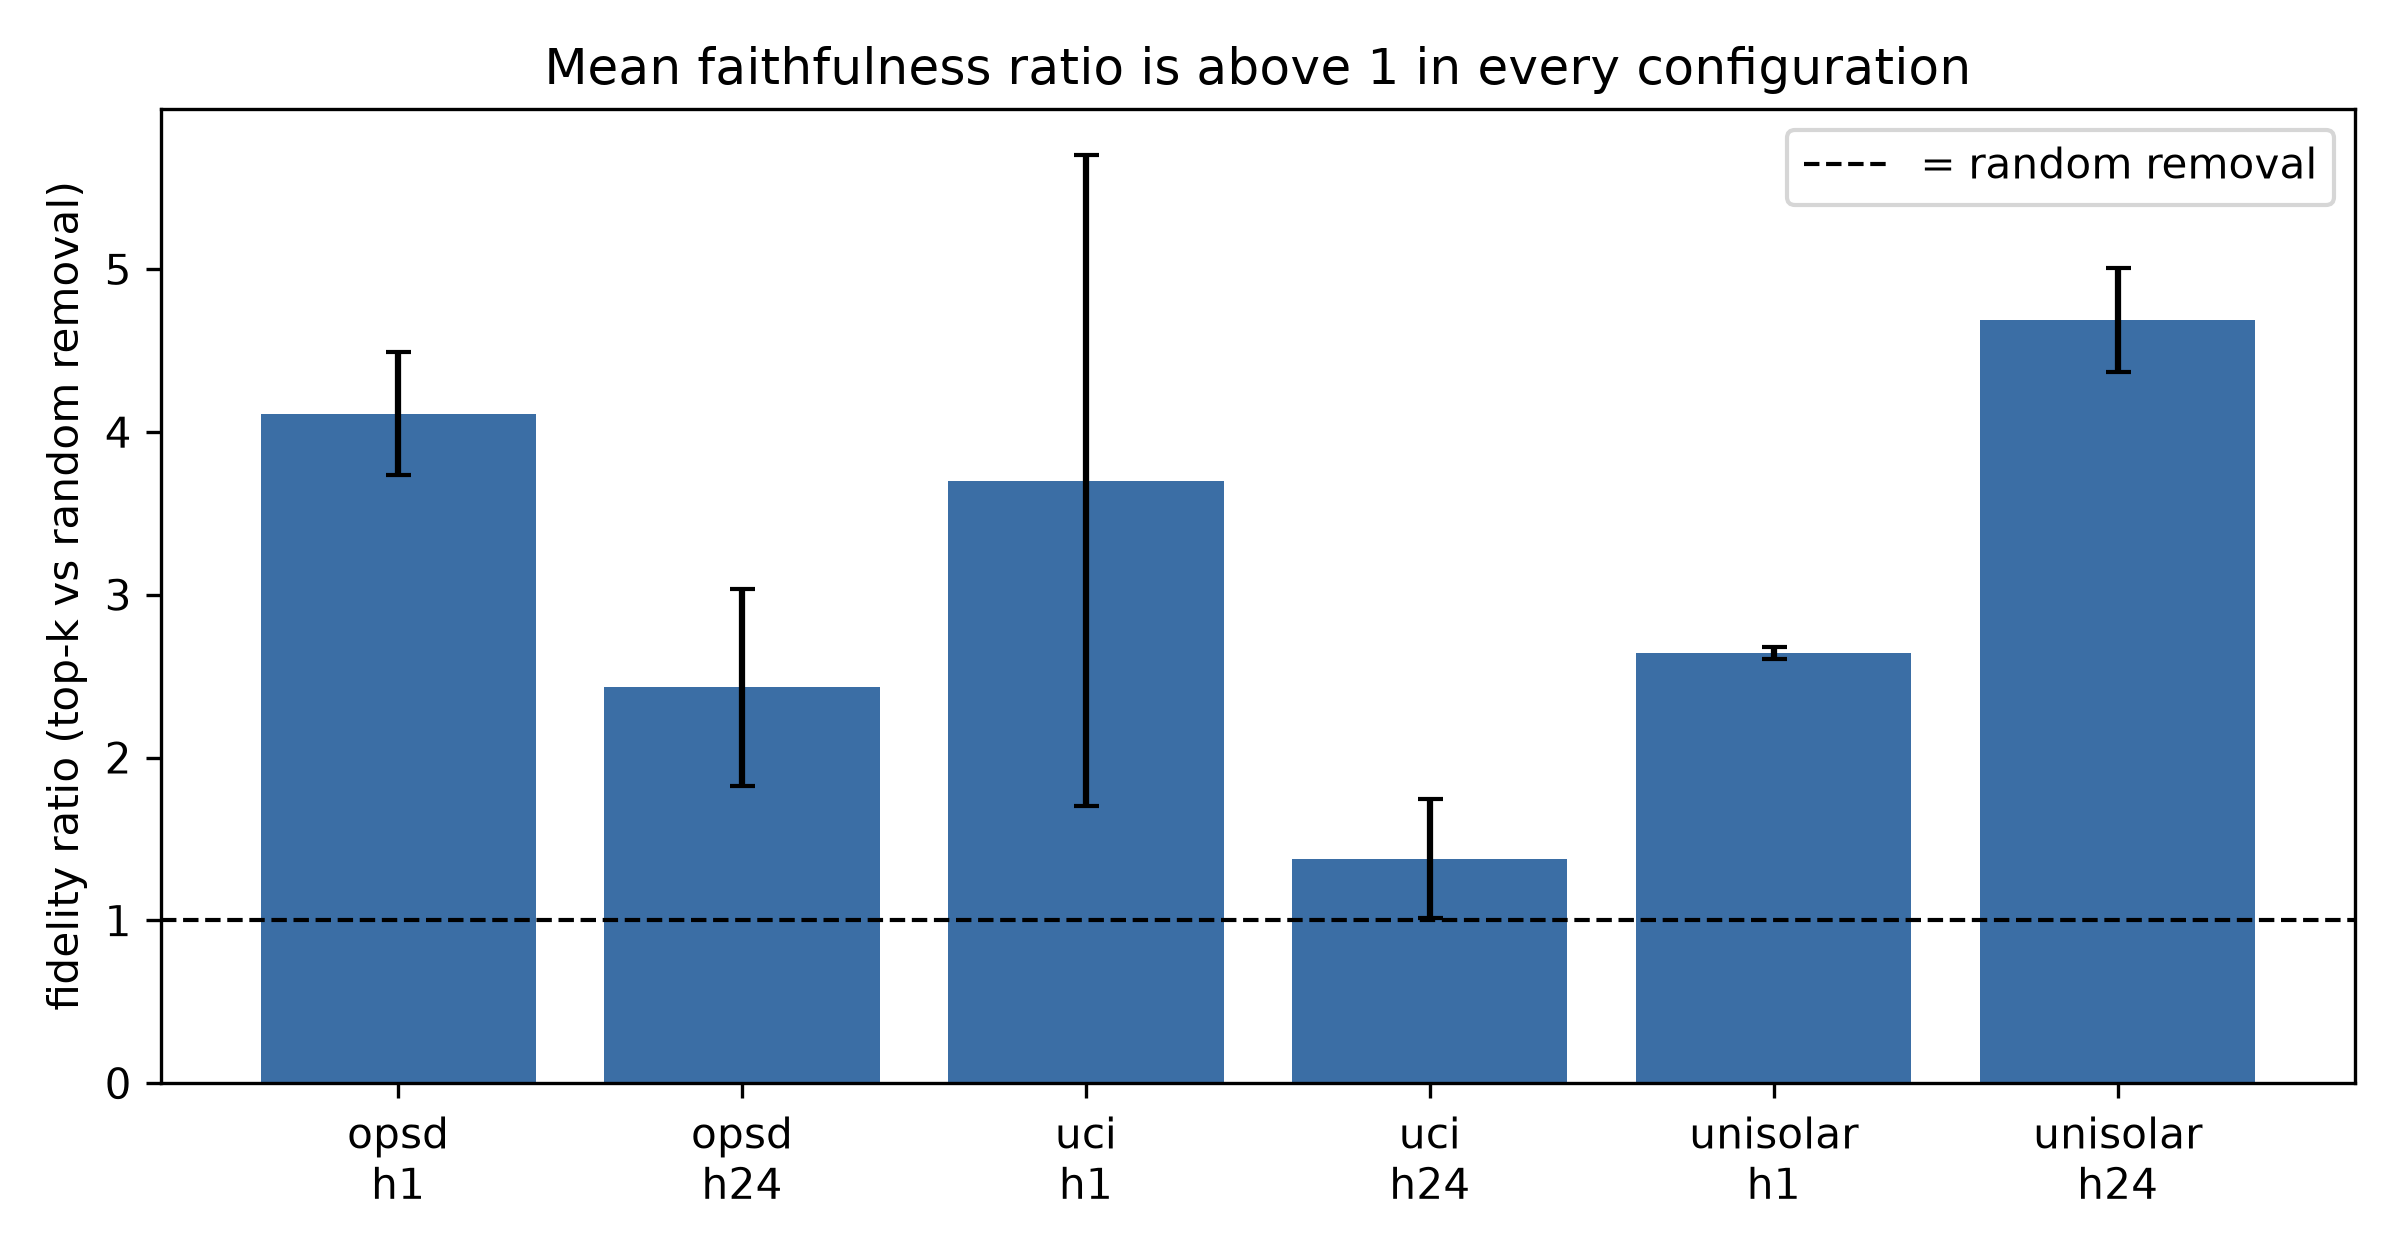 Mean faithfulness ratio is above 1 in every configuration
= random removal
fidelity ratio (top-k vs random removal)
5
4
3
2
1
0
opsd
h1
opsd
h24
uci
h1
uci
h24
unisolar
h1
unisolar
h24